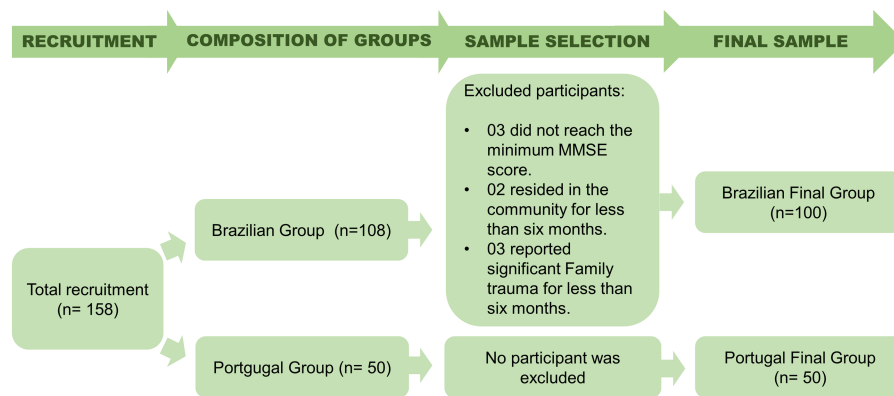 RECRUITMENT
COMPOSITION OF GROUPS
SAMPLE SELECTION
FINAL SAMPLE
Total recruitment
(n= 158)
Brazilian Group (n=108)
Excluded participants:
• 03 did not reach the
minimum MMSE
score.
• 02 resided in the
community for less
than six months.
• 03 reported
significant Family
trauma for less than
six months.
Brazilian Final Group
(n=100)
Portgugal Group (n= 50)
No participant was
excluded
Portugal Final Group
(n= 50)